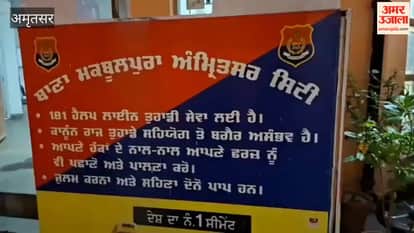 अमृतसर
अमर उजाला
ਥਾਣਾ ਮਕਬੂਲਪੁਰਾ ਅੰਮ੍ਰਿਤਸਰ ਸਿਟੀ
• 181 ਹੈਲਪ ਲਾਈਨ ਤੁਹਾਡੀ ਸੇਵਾ ਲਈ ਹੈ।
• ਕਾਨੂੰਨ ਰਾਜ ਤੁਹਾਡੇ ਸਹਿਯੋਗ ਤੋ ਬਗੈਰ ਅਸੰਭਵ ਹੈ।
• ਆਪਣੇ ਹੱਕਾਂ ਦੇ ਨਾਲ-ਨਾਲ ਆਪਣੇ ਫਰਜ਼ ਨੂੰ
ਵੀ ਪਛਾਣੋ ਅਤੇ ਪਾਲਣਾ ਕਰੋ।
• ਜ਼ੁਲਮ ਕਰਨਾ ਅਤੇ ਸਹਿਣਾ ਦੋਨੋ ਪਾਪ ਹਨ।
ਦੇਸ਼ ਦਾ ਨੰ.1 ਸੀਮੇਂਟ